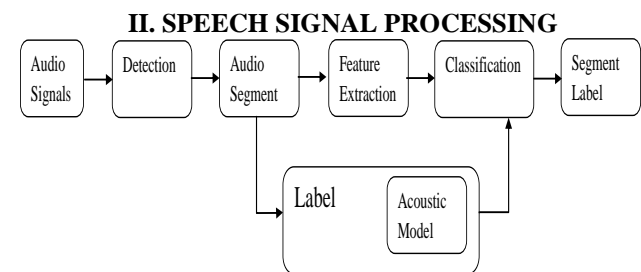 II. SPEECH SIGNAL PROCESSING
Audio
Signals
Detection
Audio
Segment
Feature
Extraction
Classification
Segment
Label
Label
Acoustic
Model